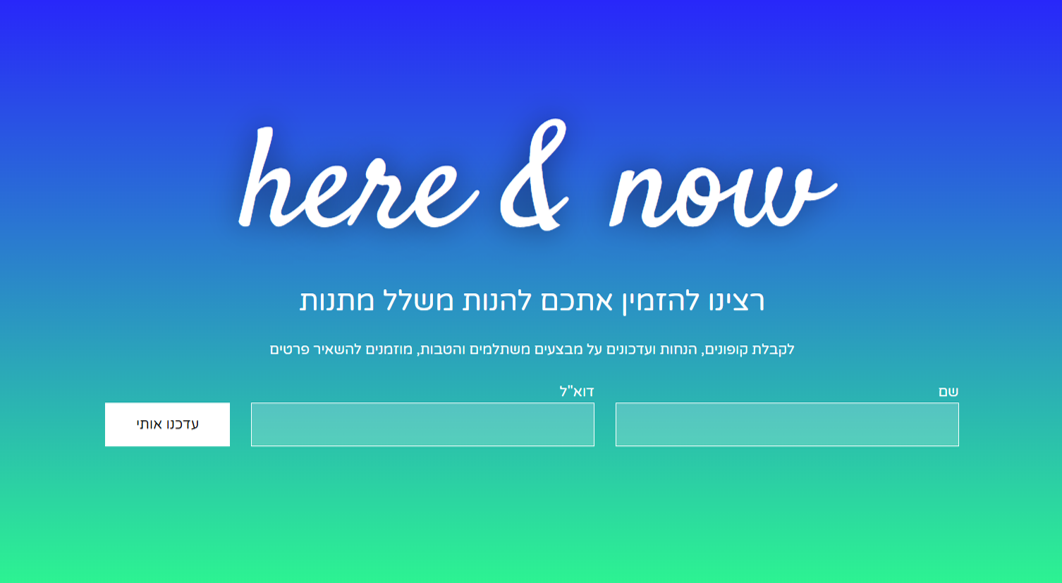 here & now
רצינו להזמין אתכם להנות משלל מתנות
לקבלת קופונים, הנחות ועדכונים על מבצעים משתלמים והטבות, מוזמנים להשאיר פרטים
שם
דוא"ל
עדכנו אותי